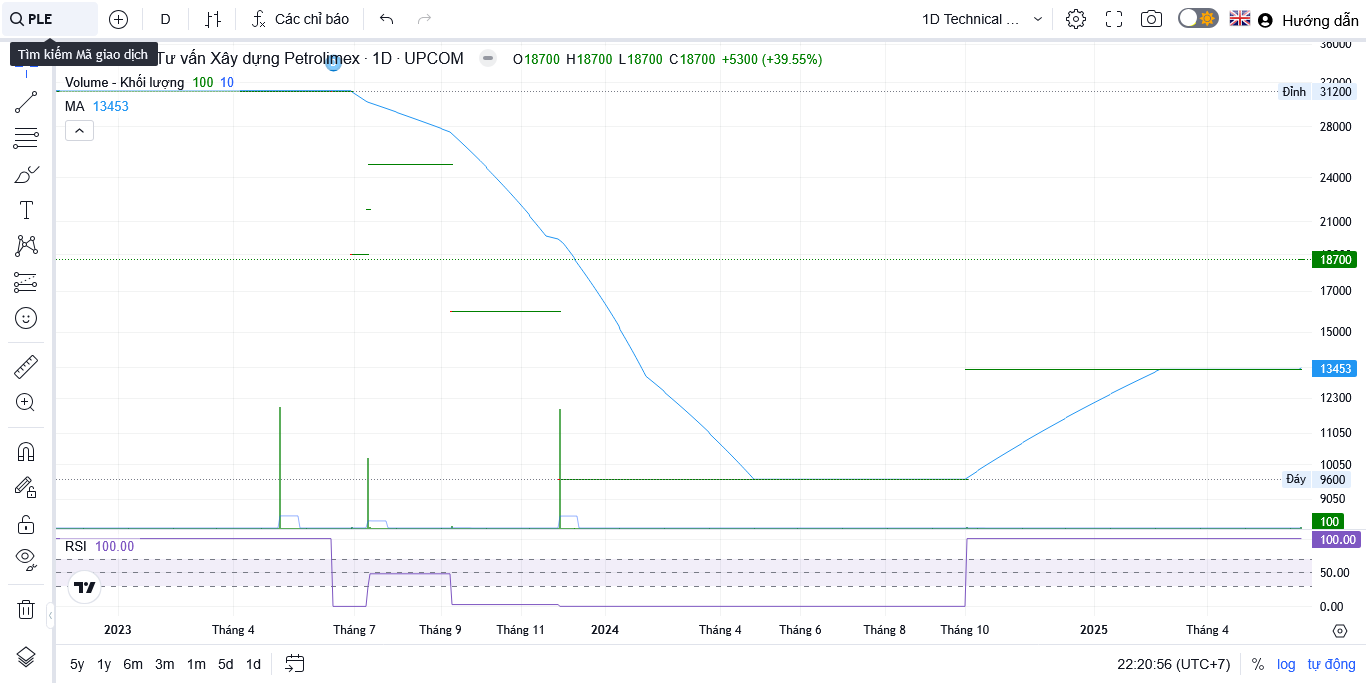 PLE
D
Các chỉ báo
1D Technical ...
Hướng dẫn
Tìm kiếm Mã giao dịch
Tư vấn Xây dựng Petrolimex · 1D · UPCOM
O18700 H18700 L18700 C18700 +5300 (+39.55%)
Volume - Khối lượng 100 10
MA 13453
36000
32000
Đỉnh 31200
28000
24000
21000
18700
17000
15000
13453
12300
11050
10050
Đáy 9600
9050
100
RSI 100.00
100.00
50.00
0.00
2023 Tháng 4 Tháng 7 Tháng 9 Tháng 11 2024 Tháng 4 Tháng 6 Tháng 8 Tháng 10 2025 Tháng 4
5y 1y 6m 3m 1m 5d 1d
22:20:56 (UTC+7) % log tự động